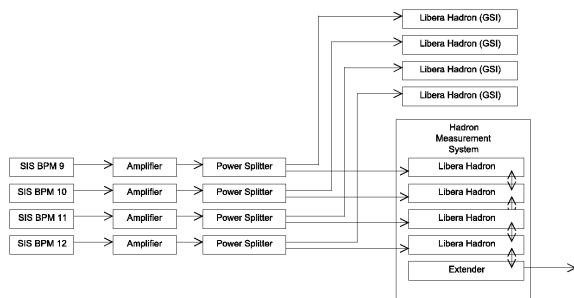 Libera Hadron (GSI)
Libera Hadron (GSI)
Libera Hadron (GSI)
Libera Hadron (GSI)
Hadron
Measurement
System
SIS BPM 9
Amplifier
Power Splitter
Libera Hadron
SIS BPM 10
Amplifier
Power Splitter
Libera Hadron
SIS BPM 11
Amplifier
Power Splitter
Libera Hadron
SIS BPM 12
Amplifier
Power Splitter
Libera Hadron
Extender